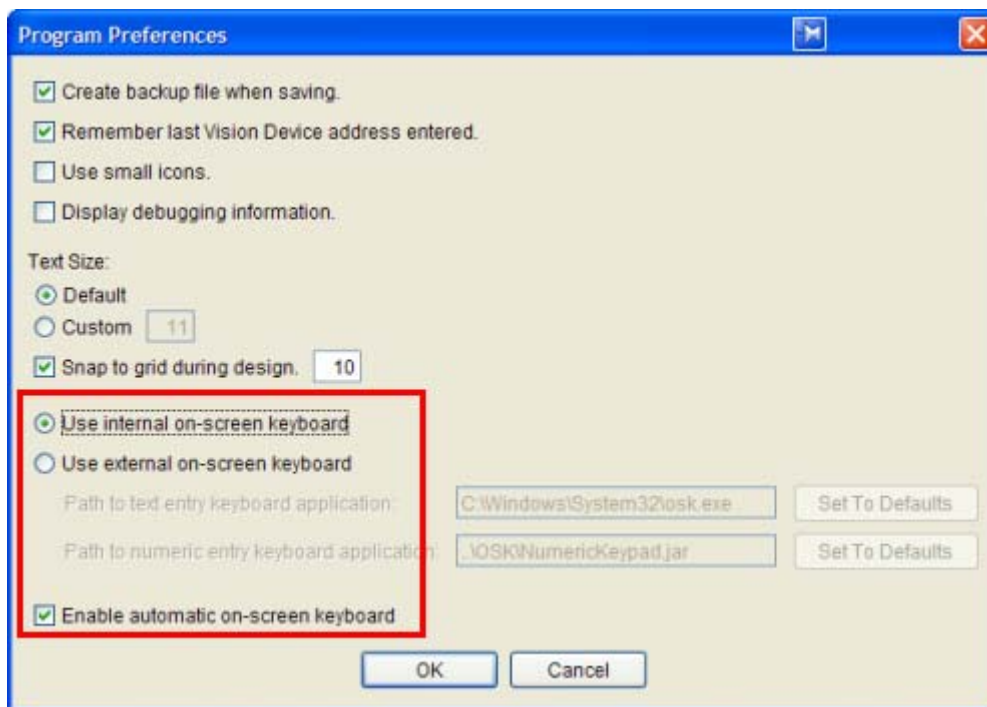 Program Preferences
Create backup file when saving.
Remember last Vision Device address entered.
Use small icons.
Display debugging information.
Text Size:
Default
Custom 11
Snap to grid during design. 10
Use internal on-screen keyboard
Use external on-screen keyboard
Path to text entry keyboard application: C:\Windows\System32\osk.exe Set To Defaults
Path to numeric entry keyboard application: ..\OSK\NumericKeypad.jar Set To Defaults
Enable automatic on-screen keyboard
OK Cancel